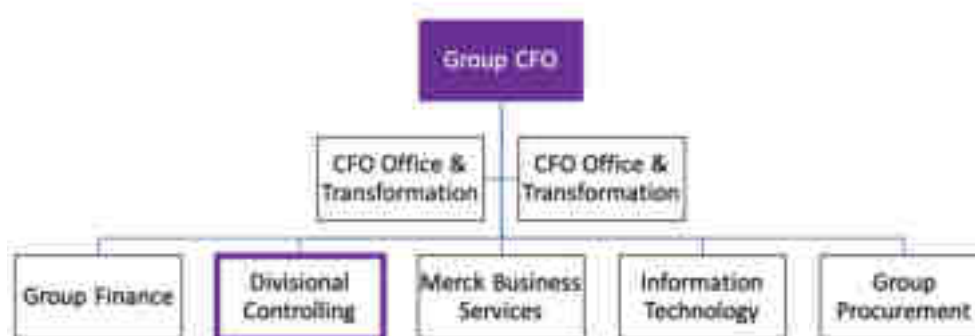 Group CFO
CFO Office &
Transformation
CFO Office &
Transformation
Group Finance
Divisional
Controlling
Merck Business
Services
Information
Technology
Group
Procurement